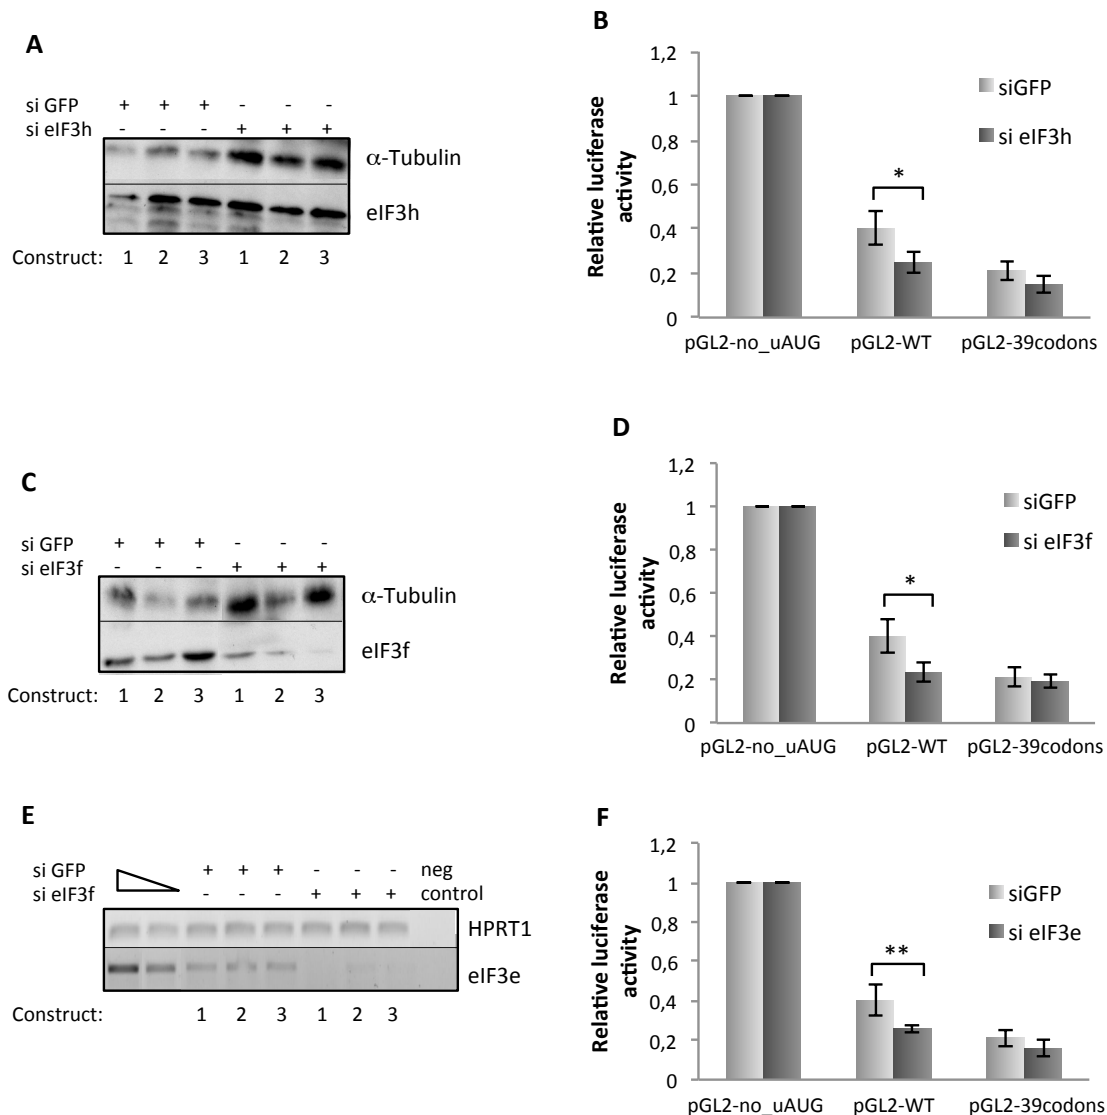 A
si GFP + + + - - -
si eIF3h - - - + + +
α-Tubulin
eIF3h
Construct: 1 2 3 1 2 3
B
Relative luciferase activity
1,2
1
0,8
0,6
0,4
0,2
0
*
siGFP
si eIF3h
pGL2-no_uAUG pGL2-WT pGL2-39codons
C
si GFP + + + - - -
si eIF3f - - - + + +
α-Tubulin
eIF3f
Construct: 1 2 3 1 2 3
D
Relative luciferase activity
1,2
1
0,8
0,6
0,4
0,2
0
*
siGFP
si eIF3f
pGL2-no_uAUG pGL2-WT pGL2-39codons
E
si GFP + + + - - - neg
si eIF3f - - - + + + control
HPRT1
eIF3e
Construct: 1 2 3 1 2 3
F
Relative luciferase activity
1,2
1
0,8
0,6
0,4
0,2
0
**
siGFP
si eIF3e
pGL2-no_uAUG pGL2-WT pGL2-39codons